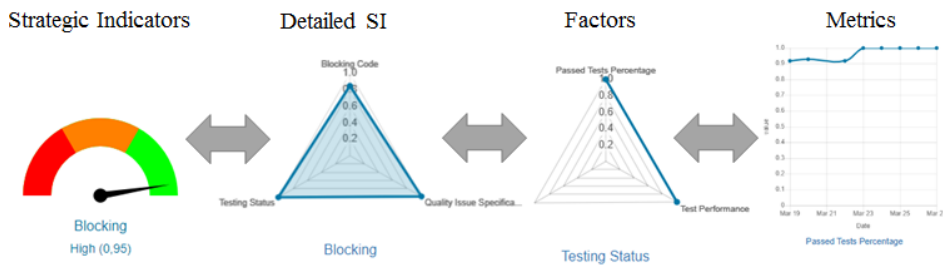 Strategic Indicators
Detailed SI
Factors
Metrics
Blocking
High (0,95)
Blocking Code
1.0
0.8
0.6
0.4
0.2
Testing Status
Quality Issue Specifica...
Blocking
Passed Tests Percentage
1.0
0.8
0.6
0.4
0.2
Test Performance
Testing Status
1.0
0.9
0.8
0.7
0.6
0.5
0.4
0.3
0.2
0.1
0
value
Mar 19 Mar 21 Mar 23 Mar 25 Mar 2
Date
Passed Tests Percentage